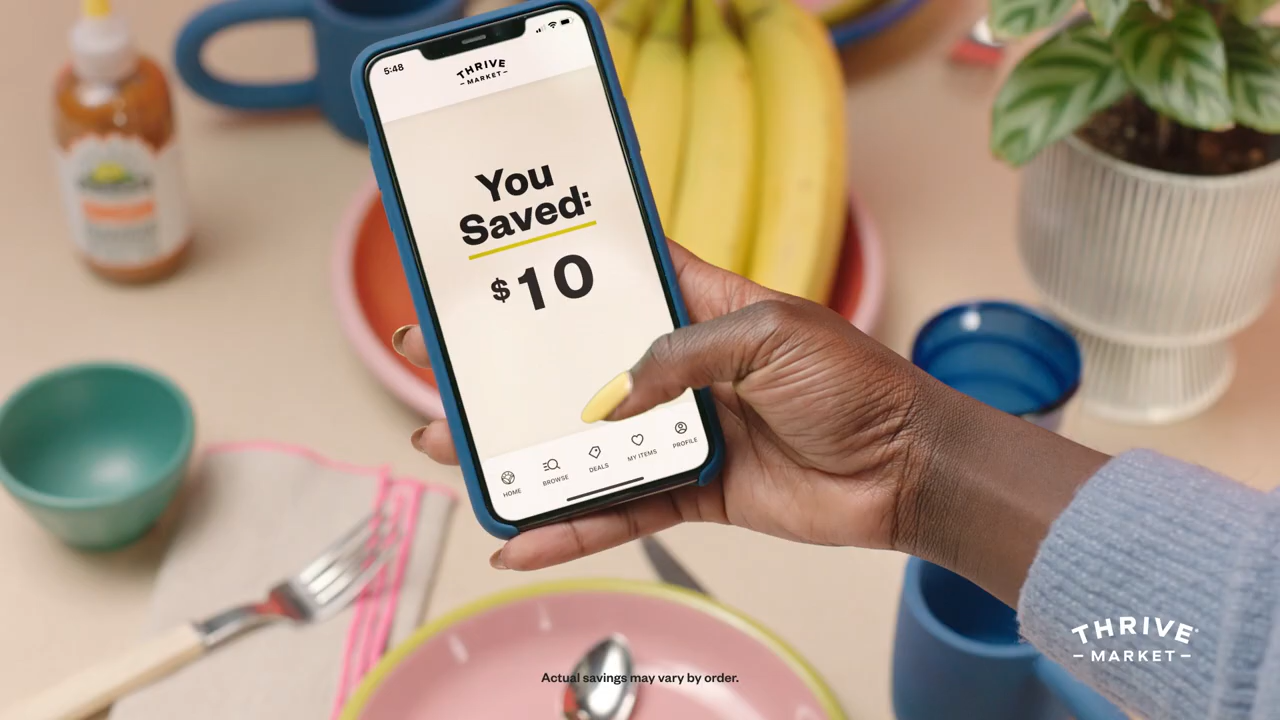 5:48
THRIVE
MARKET
You
Saved:
$10
HOME
BROWSE
DEALS
MY ITEMS
PROFILE
THRIVE
MARKET
Actual savings may vary by order.